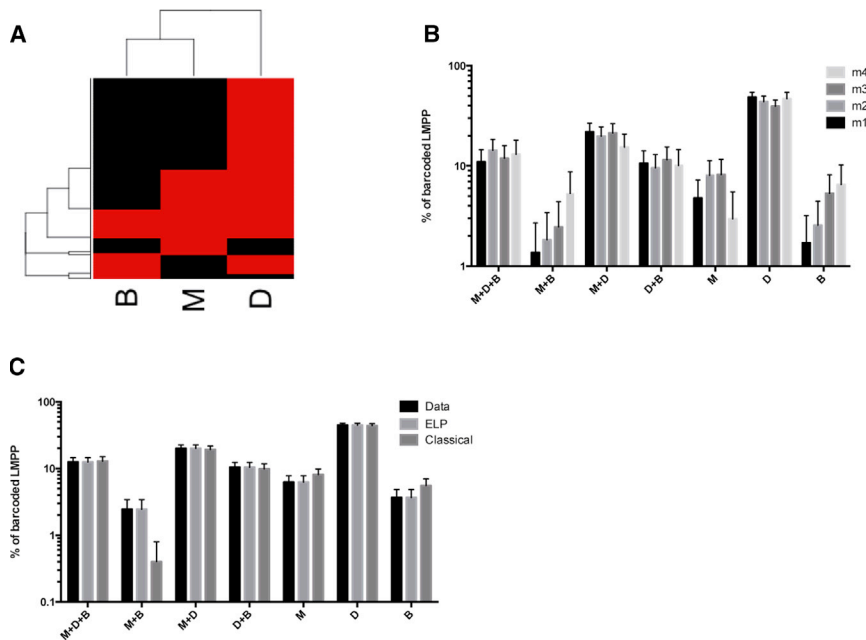 A
B
M
D
B
% of barcoded LMPP
100
10
1
m4
m3
m2
m1
M+D+B
M+B
M+D
D+B
M
D
B
C
% of barcoded LMPP
100
10
1
0.1
Data
ELP
Classical
M+D+B
M+B
M+D
D+B
M
D
B